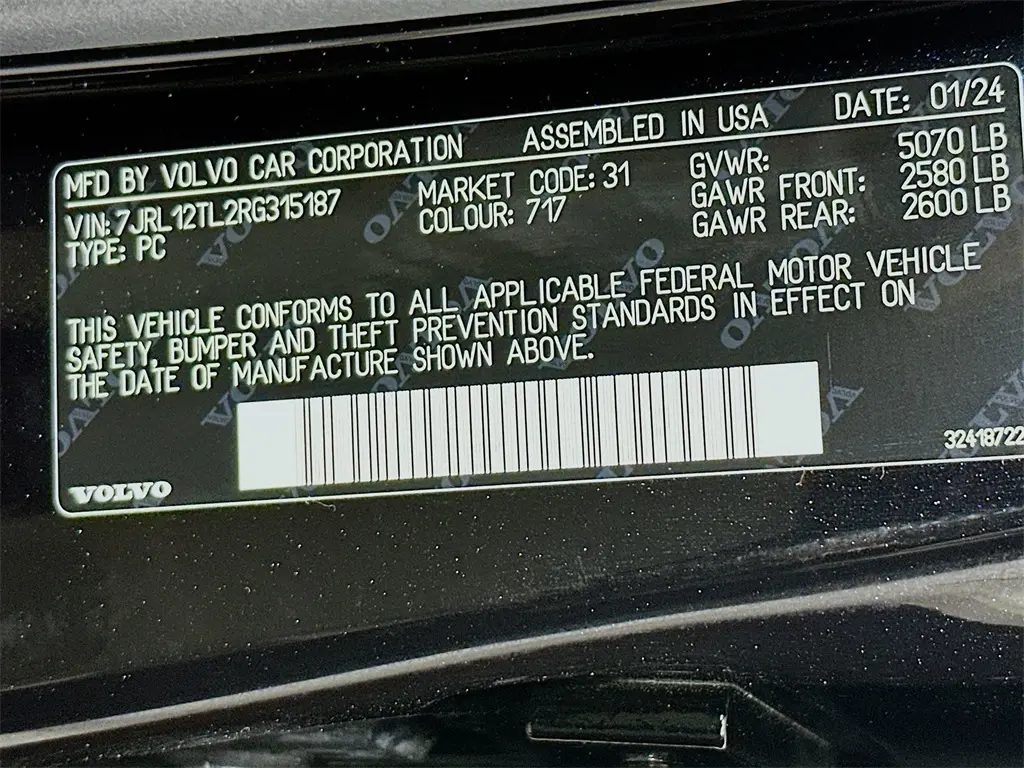 MFD BY VOLVO CAR CORPORATION ASSEMBLED IN USA DATE: 01/24
VIN: 7JRL12TL2RG315187 MARKET CODE: 31 GVWR: 5070 LB
TYPE: PC COLOUR: 717 GAWR FRONT: 2580 LB
GAWR REAR: 2600 LB
THIS VEHICLE CONFORMS TO ALL APPLICABLE FEDERAL MOTOR VEHICLE
SAFETY, BUMPER AND THEFT PREVENTION STANDARDS IN EFFECT ON
THE DATE OF MANUFACTURE SHOWN ABOVE.
32418722
VOLVO